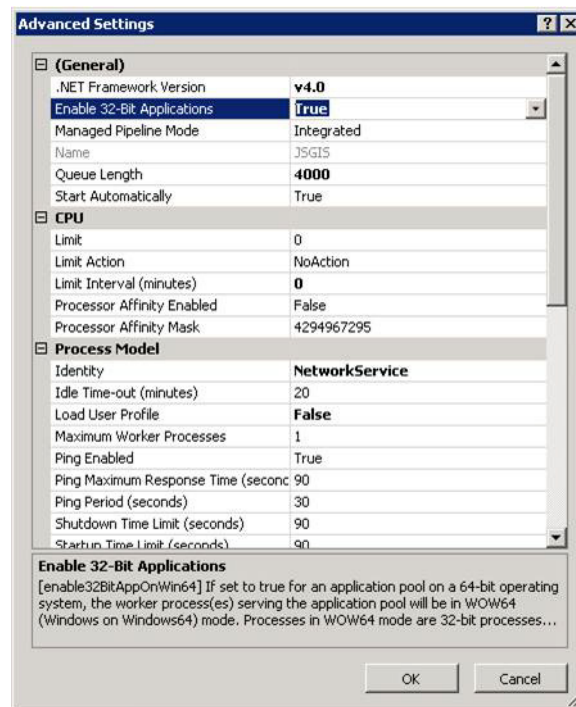 Advanced Settings
(General)
.NET Framework Version v4.0
Enable 32-Bit Applications True
Managed Pipeline Mode Integrated
Name JSGIS
Queue Length 4000
Start Automatically True
CPU
Limit 0
Limit Action NoAction
Limit Interval (minutes) 0
Processor Affinity Enabled False
Processor Affinity Mask 4294967295
Process Model
Identity NetworkService
Idle Time-out (minutes) 20
Load User Profile False
Maximum Worker Processes 1
Ping Enabled True
Ping Maximum Response Time (seconc 90
Ping Period (seconds) 30
Shutdown Time Limit (seconds) 90
Startup Time Limit (seconds) 90
Enable 32-Bit Applications
[enable32BitAppOnWin64] If set to true for an application pool on a 64-bit operating
system, the worker process(es) serving the application pool will be in WOW64
(Windows on Windows64) mode. Processes in WOW64 mode are 32-bit processes...
OK Cancel